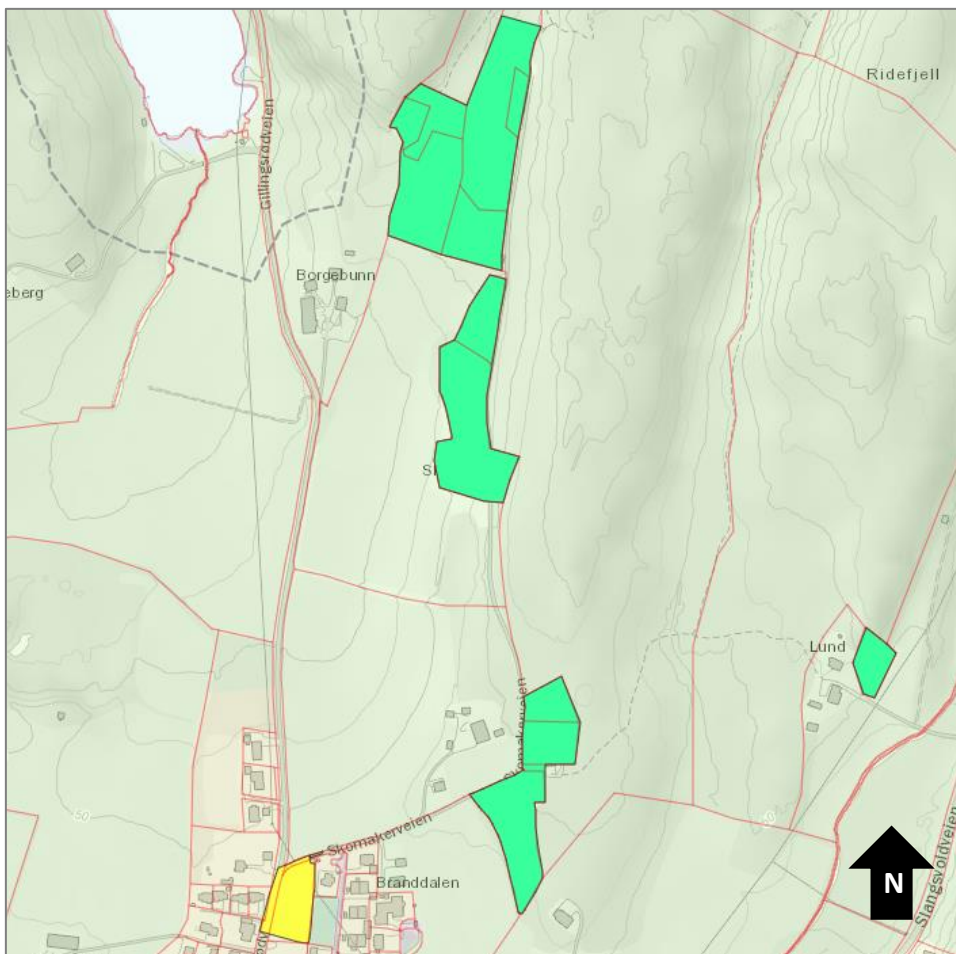 Ridefjell
Gillingsrødveien
Borgebunn
eberg
Lund
Skomakerveien
50
Skomakerveien
Branddalen
N
Slangsvoldveien